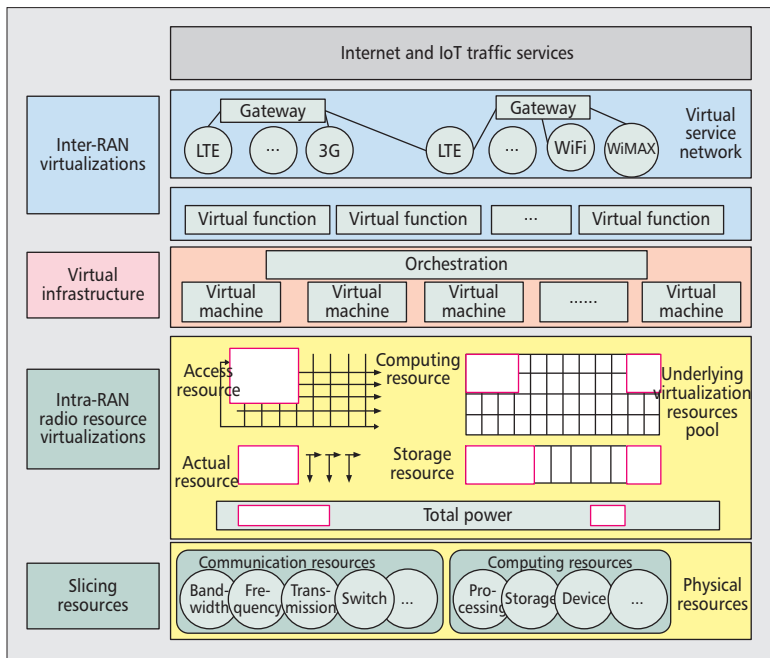 Internet and IoT traffic services
Inter-RAN
virtualizations
Gateway
LTE
...
3G
Gateway
LTE
...
WiFi
WiMAX
Virtual
service
network
Virtual function
Virtual function
...
Virtual function
Virtual
infrastructure
Orchestration
Virtual
machine
Virtual
machine
Virtual
machine
......
Virtual
machine
Intra-RAN
radio resource
virtualizations
Access
resource
Computing
resource
Underlying
virtualization
resources
pool
Actual
resource
Storage
resource
Total power
Slicing
resources
Communication resources
Band-
width
Fre-
quency
Trans-
mission
Switch
...
Computing resources
Pro-
cessing
Storage
Device
...
Physical
resources